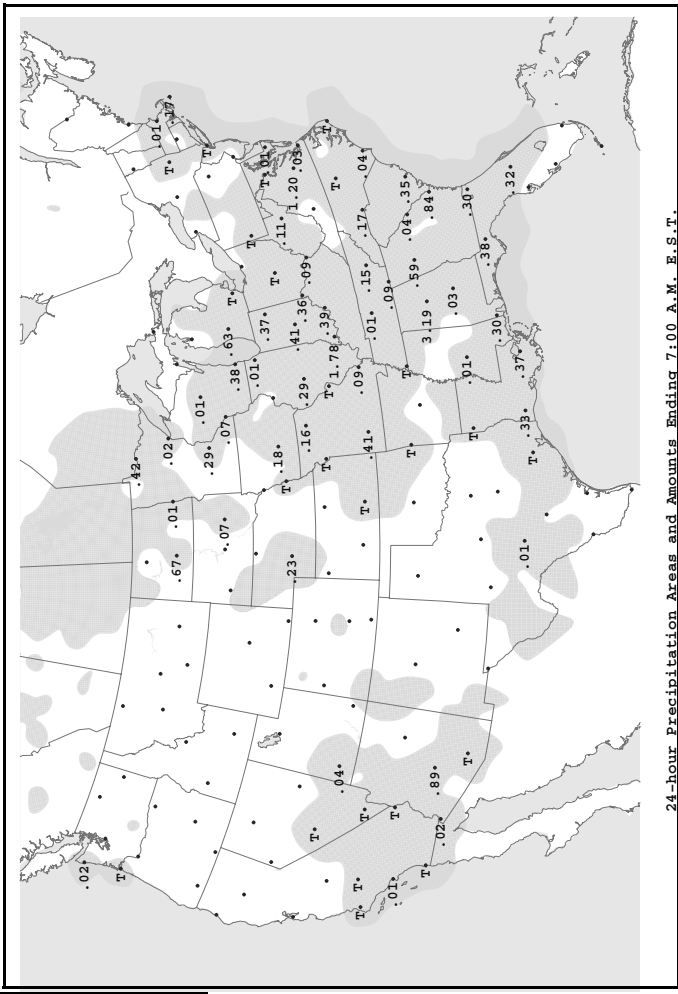 .02
T
.42
.01
.02
T
.17
.01
.67
.01
T
.29
.07
.07
.63
T
.38
T
.01
T
.01
.37
T
.18
.11
T
.23
1.20
.41
.03
.36
.29
.16
.09
T
.39
T
T
T
1.78
T
.04
.09
T
T
.17
.04
T
T
.15
.41
.01
.09
.01
T
.35
T
.04
T
.59
T
3.19
.84
.89
.02
.03
.01
.30
T
T
.38
.30
.32
.37
.33
.01
T
24-hour Precipitation Areas and Amounts Ending 7:00 A.M. E.S.T.